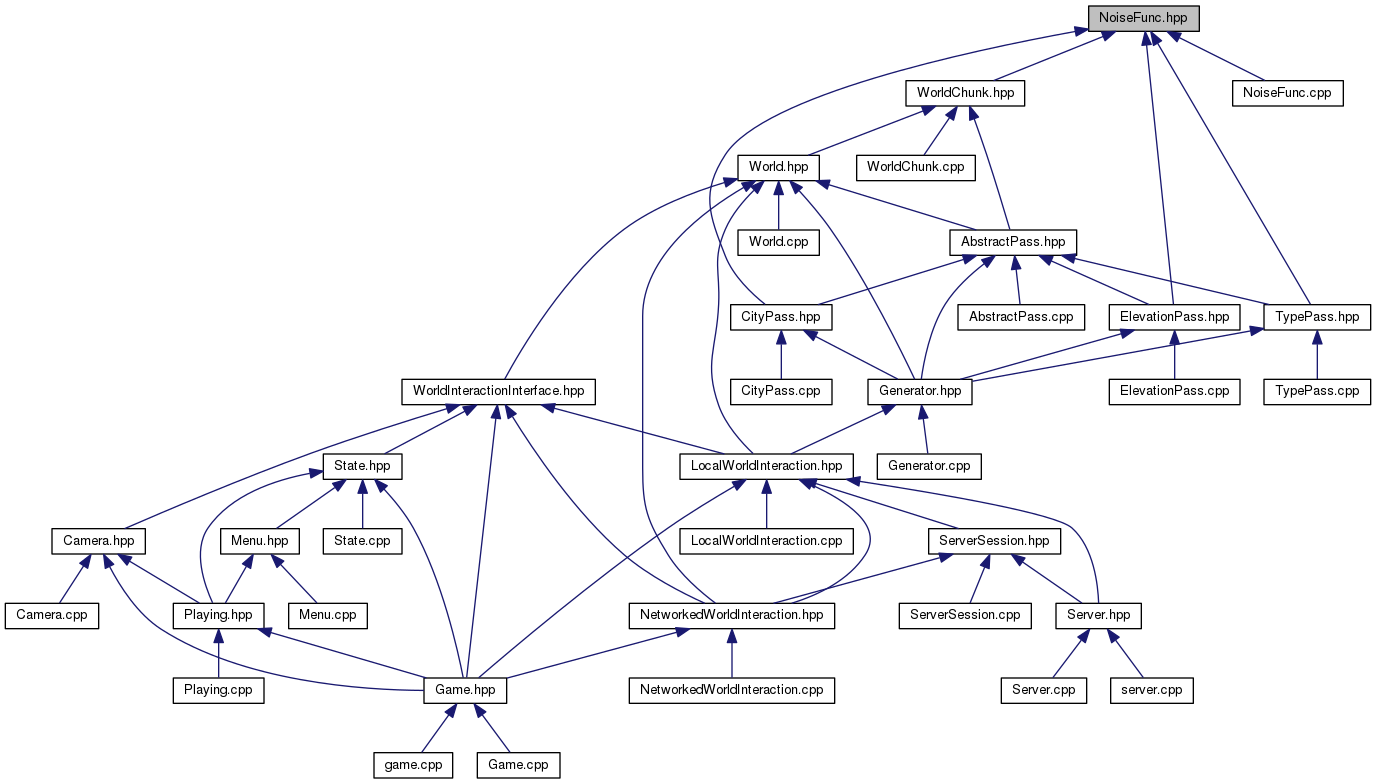 NoiseFunc.hpp
WorldChunk.hpp
NoiseFunc.cpp
World.hpp
WorldChunk.cpp
World.cpp
AbstractPass.hpp
CityPass.hpp
AbstractPass.cpp
ElevationPass.hpp
TypePass.hpp
WorldInteractionInterface.hpp
CityPass.cpp
Generator.hpp
ElevationPass.cpp
TypePass.cpp
State.hpp
LocalWorldInteraction.hpp
Generator.cpp
Camera.hpp
Menu.hpp
State.cpp
LocalWorldInteraction.cpp
ServerSession.hpp
Camera.cpp
Playing.hpp
Menu.cpp
NetworkedWorldInteraction.hpp
ServerSession.cpp
Server.hpp
Playing.cpp
Game.hpp
NetworkedWorldInteraction.cpp
Server.cpp
server.cpp
game.cpp
Game.cpp